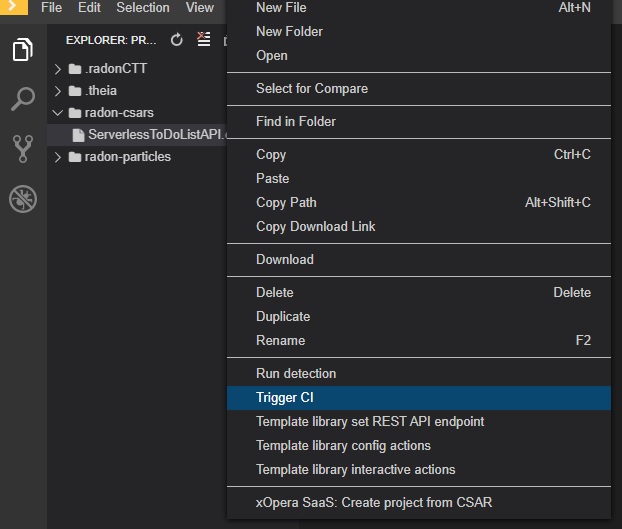 File Edit Selection View
EXPLORER: PR...
.radonCTT
.theia
radon-csars
ServerlessToDoListAPI.
radon-particles
New File Alt+N
New Folder
Open
Select for Compare
Find in Folder
Copy Ctrl+C
Paste
Copy Path Alt+Shift+C
Copy Download Link
Download
Delete Delete
Duplicate
Rename F2
Run detection
Trigger CI
Template library set REST API endpoint
Template library config actions
Template library interactive actions
xOpera SaaS: Create project from CSAR